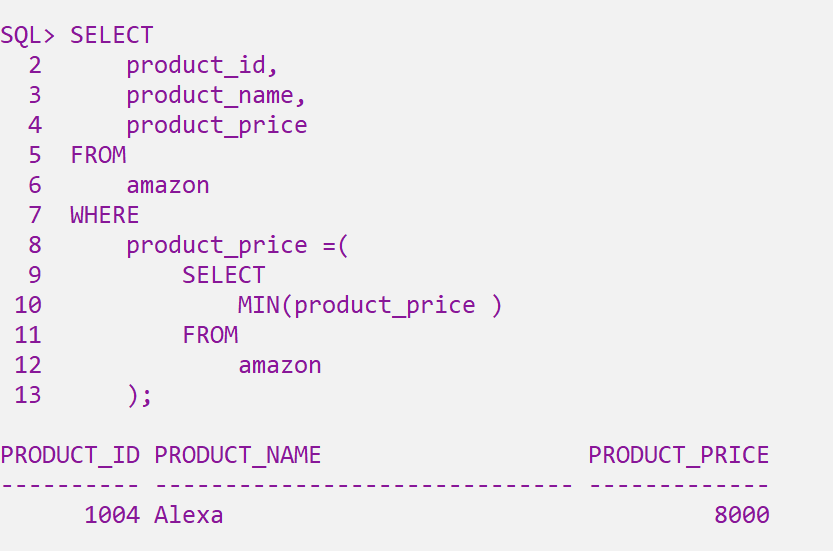 SQL> SELECT
  2      product_id,
  3      product_name,
  4      product_price
  5  FROM
  6      amazon
  7  WHERE
  8      product_price =(
  9          SELECT
 10              MIN(product_price )
 11          FROM
 12              amazon
 13      );
PRODUCT_ID PRODUCT_NAME                   PRODUCT_PRICE
---------- ------------------------------ -------------
      1004 Alexa                                   8000